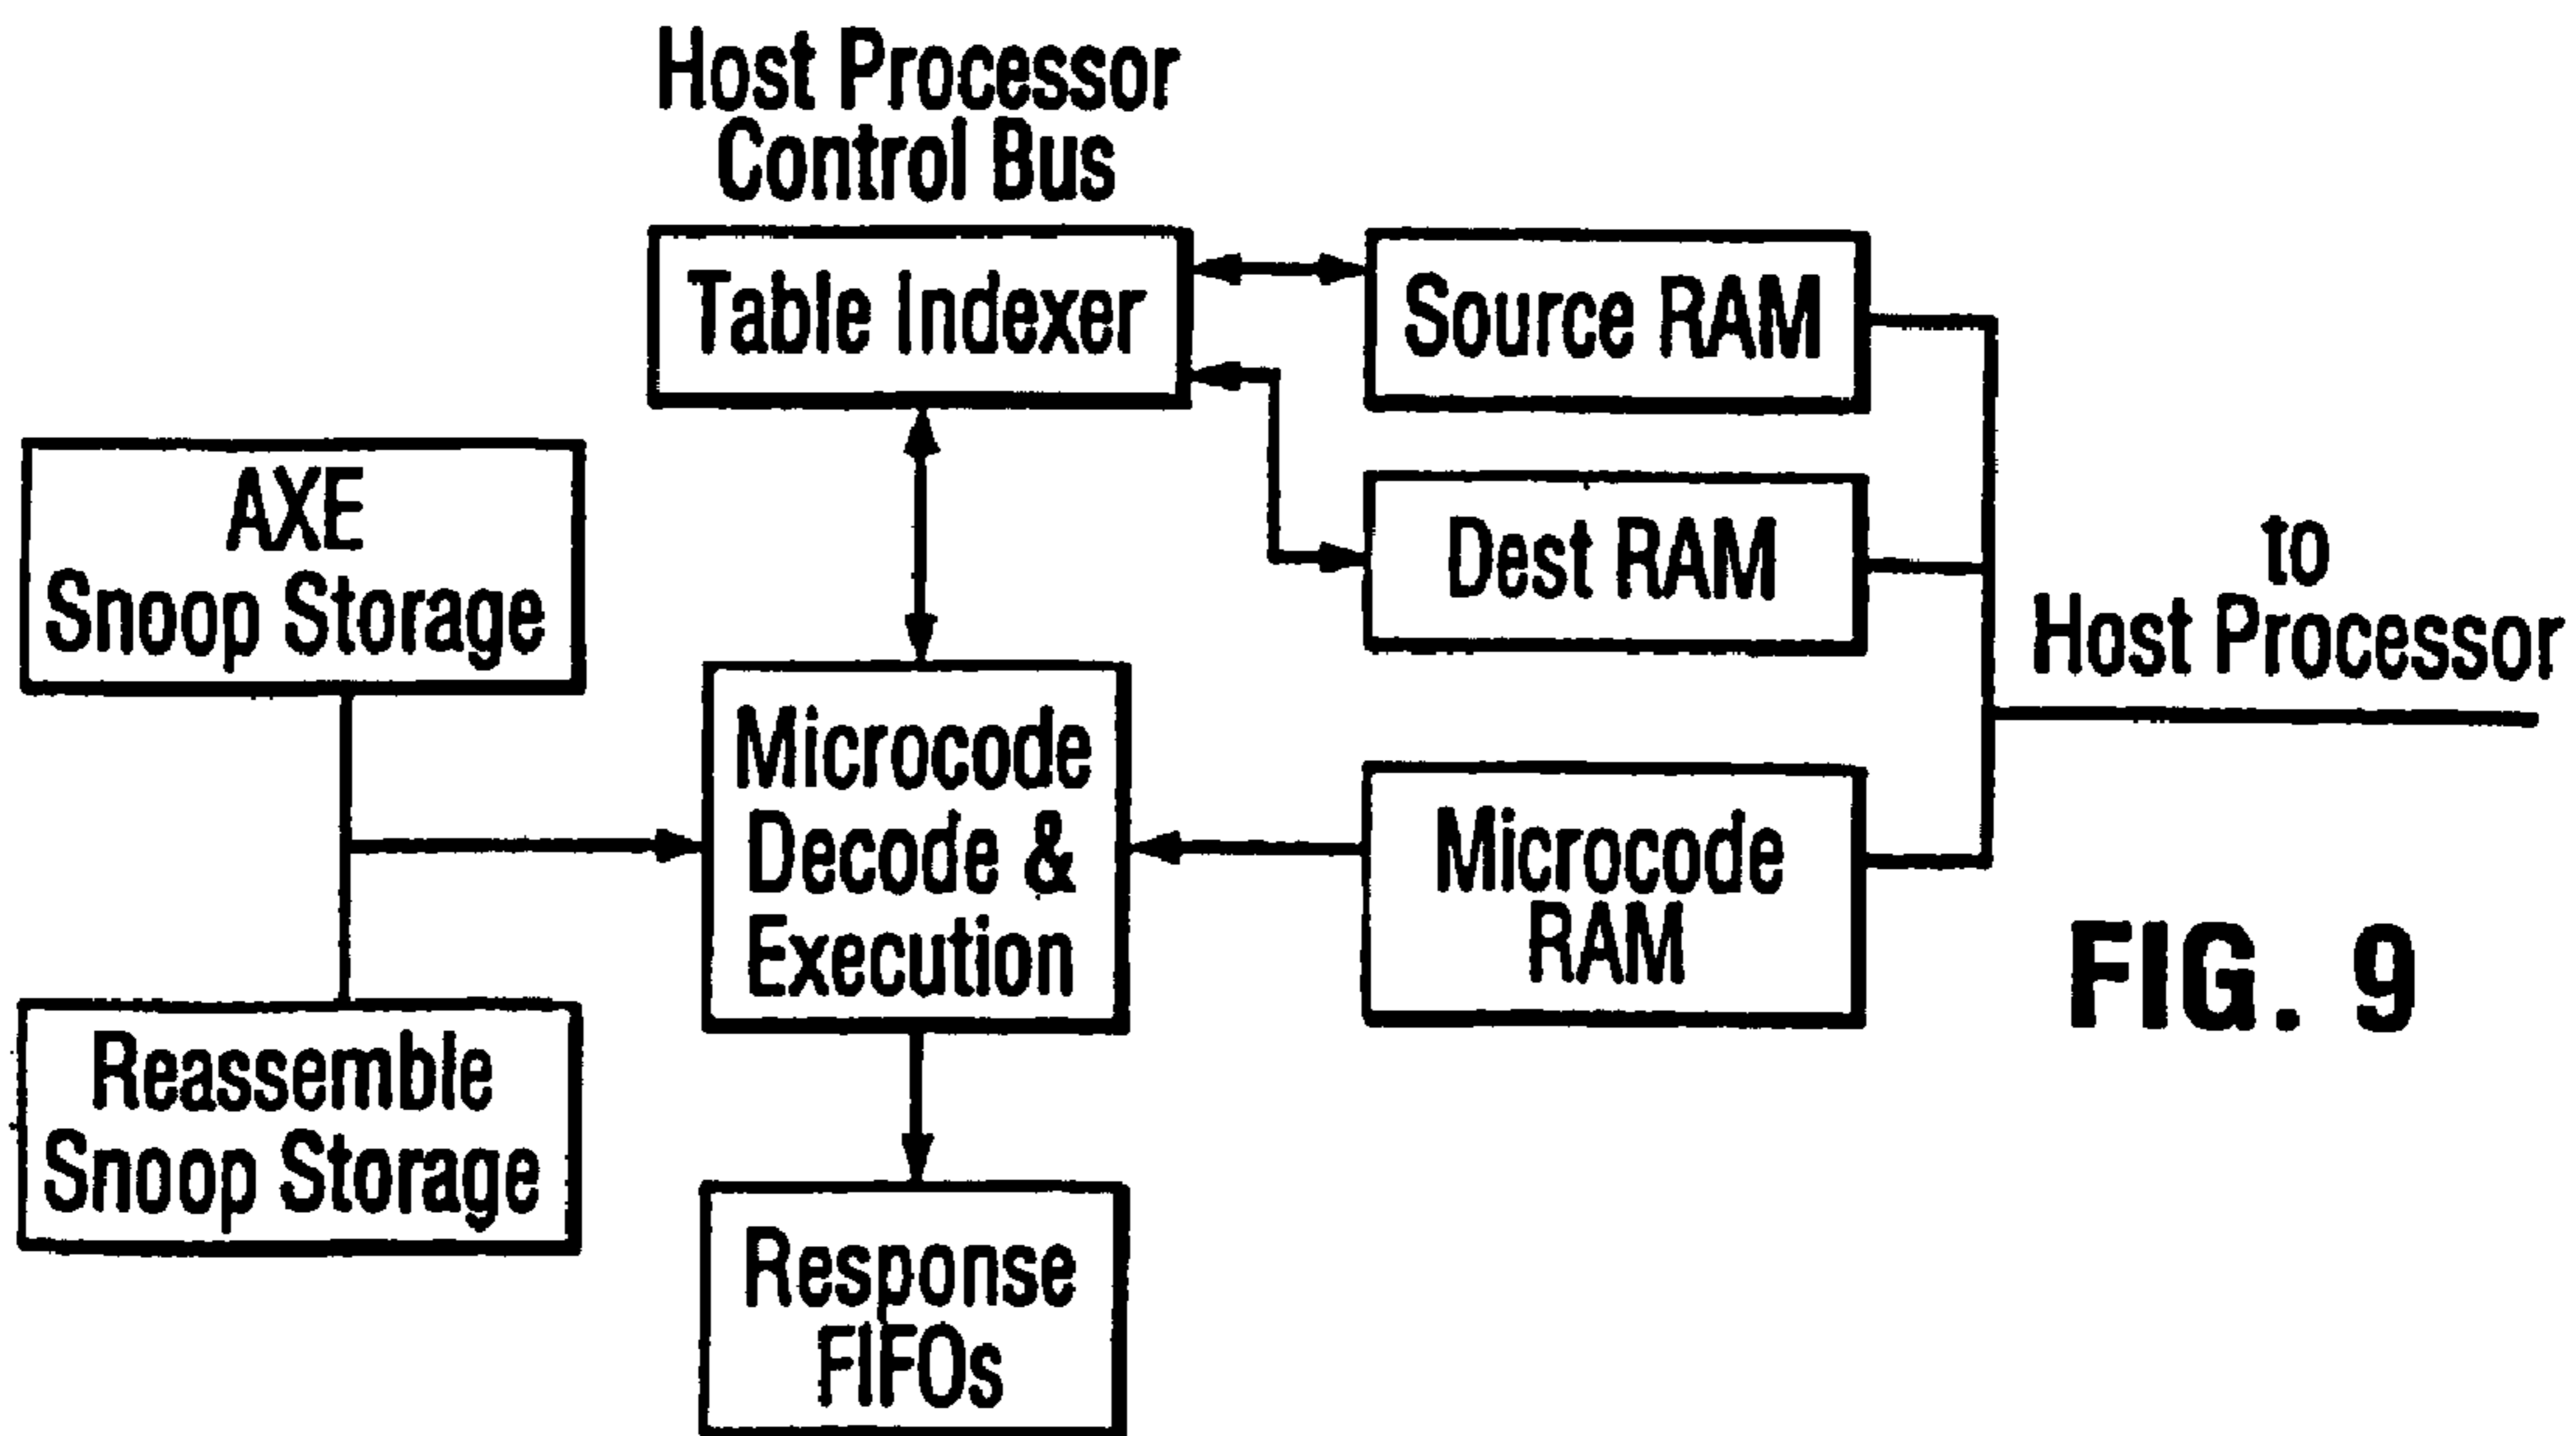 Host Processor
Control Bus
Table Indexer
Source RAM
AXE
Snoop Storage
Dest RAM
to
Host Processor
Microcode
Decode &
Execution
Microcode
RAM
FIG. 9
Reassemble
Snoop Storage
Response
FIFOs